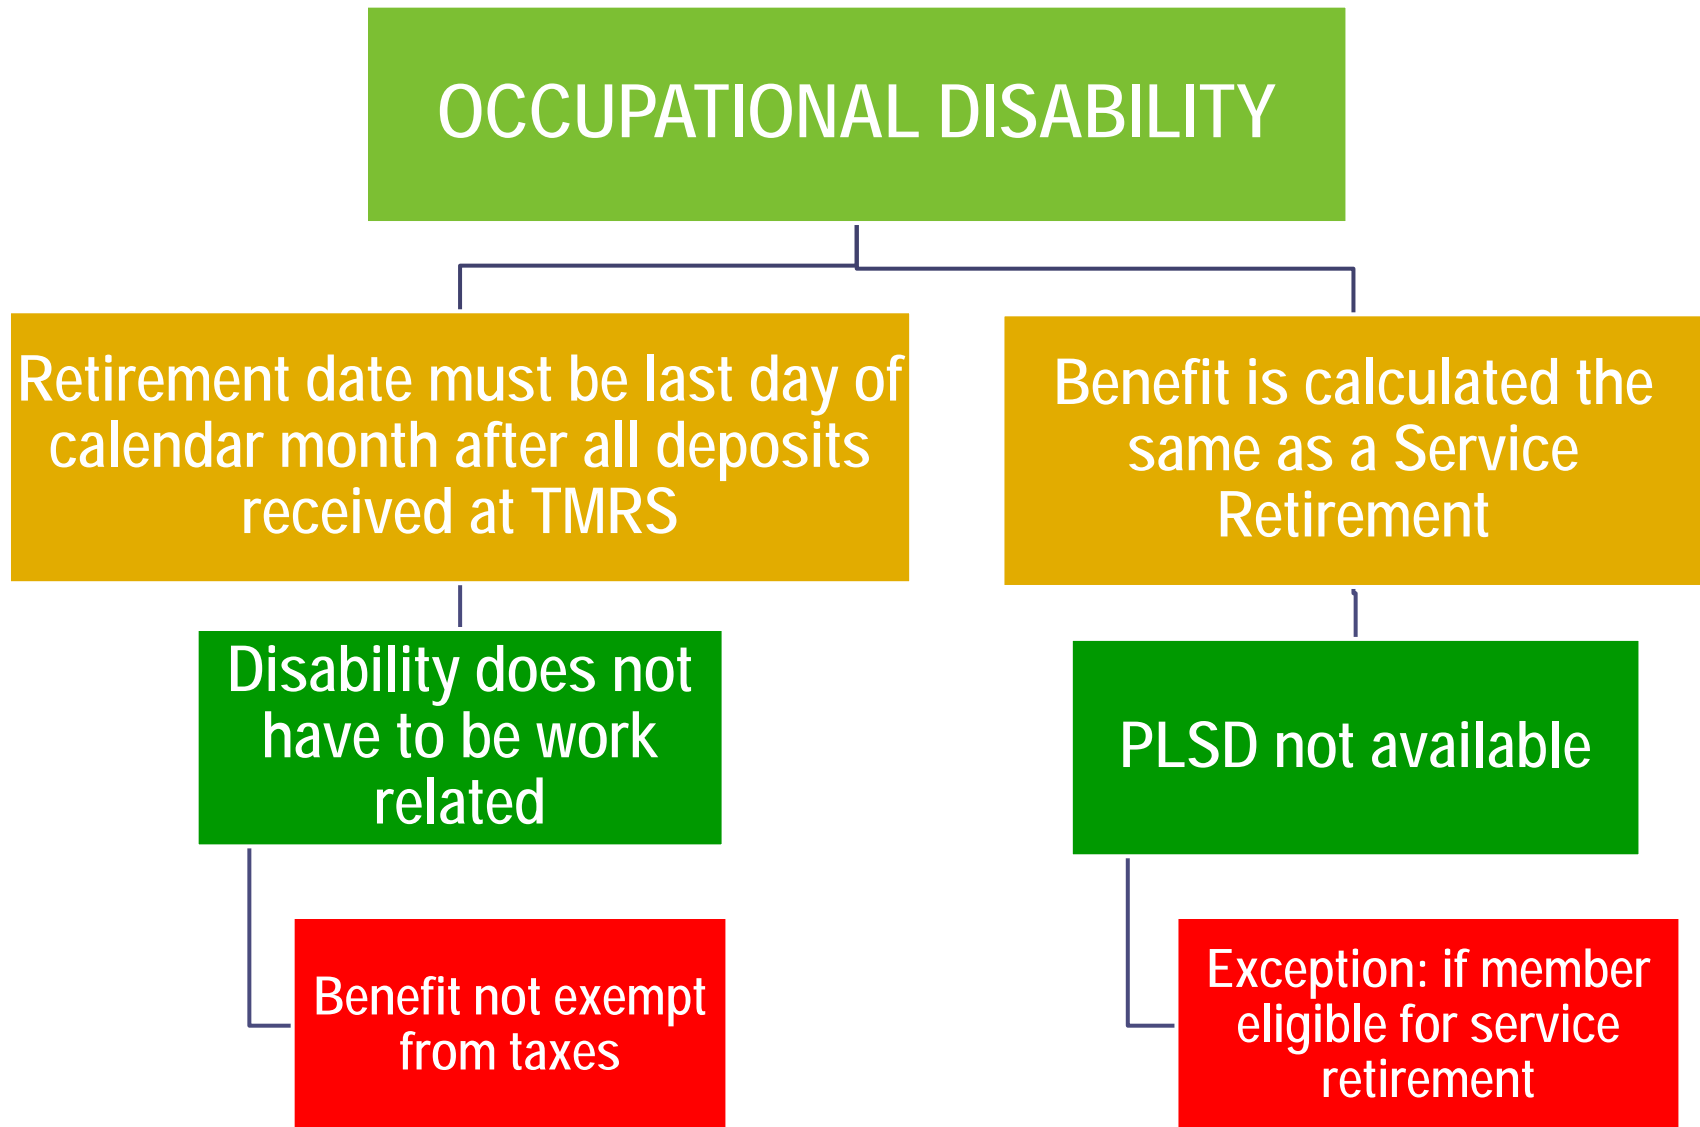 OCCUPATIONAL DISABILITY
Retirement date must be last day of
calendar month after all deposits
received at TMRS
Benefit is calculated the
same as a Service
Retirement
Disability does not
have to be work
related
PLSD not available
Benefit not exempt
from taxes
Exception: if member
eligible for service
retirement